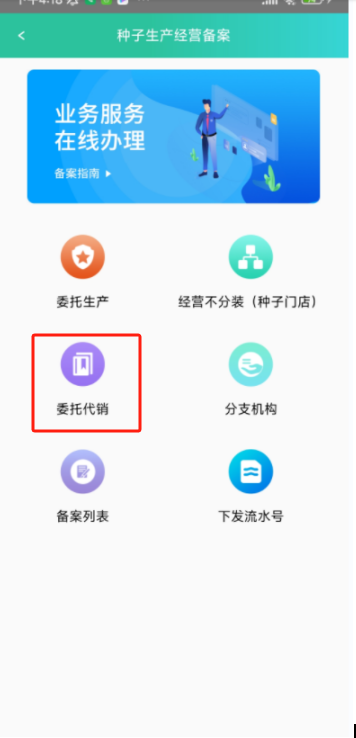 种子生产经营备案
业务服务
在线办理
备案指南
委托生产
经营不分装（种子门店）
委托代销
分支机构
备案列表
下发流水号